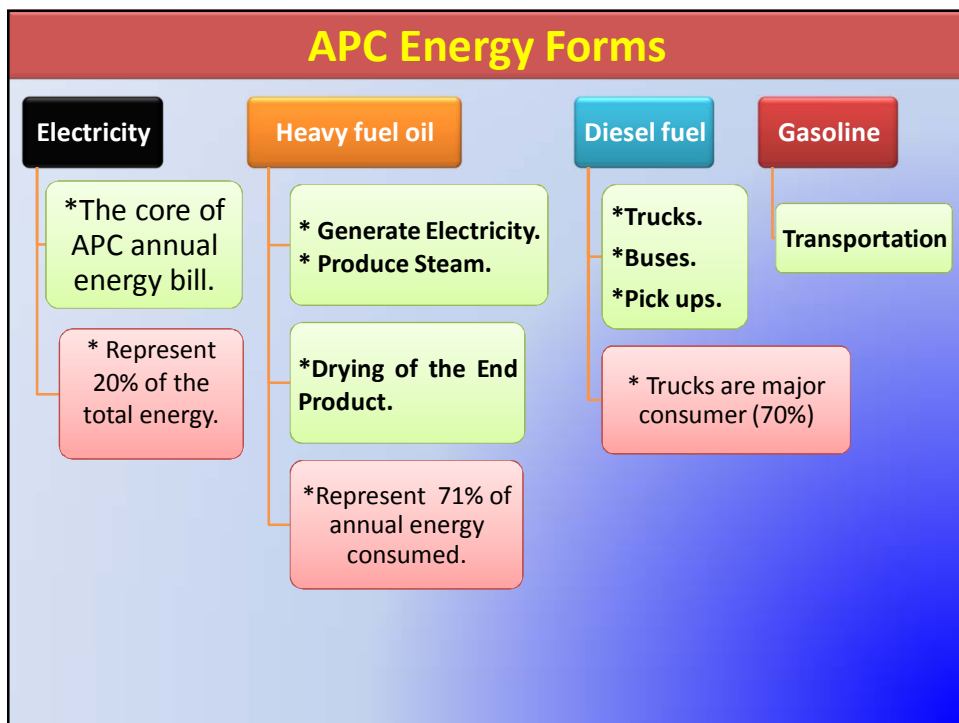 APC Energy Forms
Electricity
*The core of
APC annual
energy bill.
* Represent
20% of the
total energy.
Heavy fuel oil
* Generate Electricity.
* Produce Steam.
*Drying of the End
Product.
*Represent 71% of
annual energy
consumed.
Diesel fuel
*Trucks.
*Buses.
*Pick ups.
* Trucks are major
consumer (70%)
Gasoline
Transportation